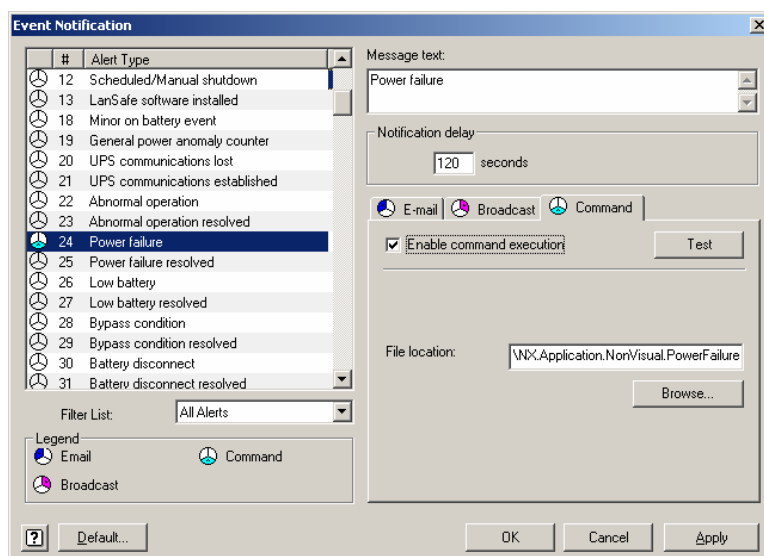 Event Notification
# Alert Type
12 Scheduled/Manual shutdown
13 LanSafe software installed
18 Minor on battery event
19 General power anomaly counter
20 UPS communications lost
21 UPS communications established
22 Abnormal operation
23 Abnormal operation resolved
24 Power failure
25 Power failure resolved
26 Low battery
27 Low battery resolved
28 Bypass condition
29 Bypass condition resolved
30 Battery disconnect
31 Battery disconnect resolved
Filter List: All Alerts
Legend
Email Command
Broadcast
Message text:
Power failure
Notification delay
120 seconds
E-mail Broadcast Command
Enable command execution Test
File location: \NX.Application.NonVisual.PowerFailure
Browse...
? Default... OK Cancel Apply